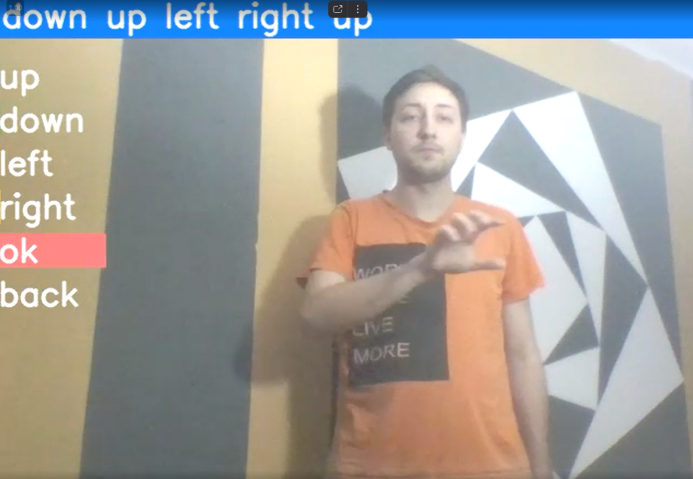 down up left right up
up
down
left
right
ok
back
LIVE
MORE